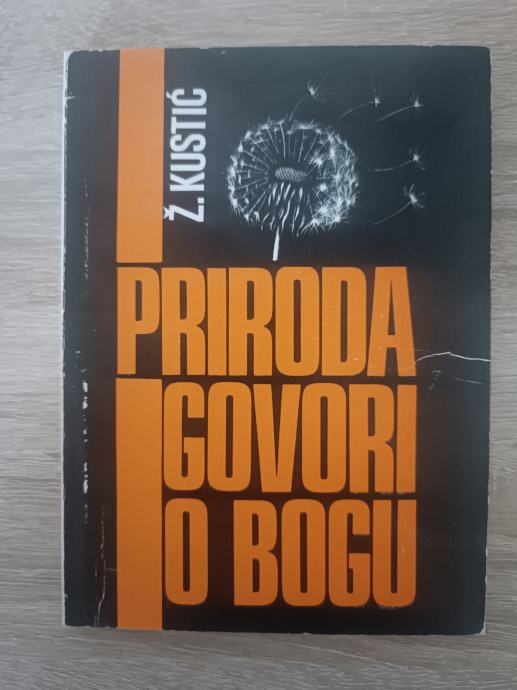 Ž. KUSTIĆ
PRIRODA
GOVORI
O BOGU